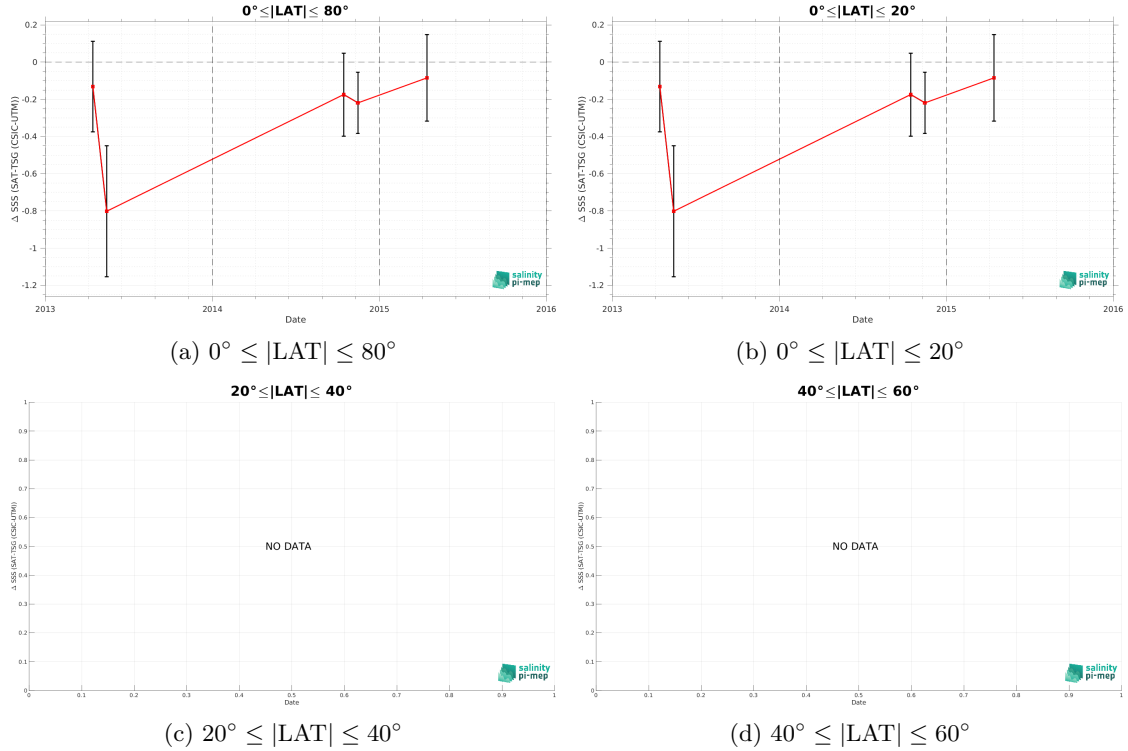 0°≤|LAT|≤ 80°
0.2
0
-0.2
-0.4
-0.6
-0.8
-1
-1.2
Δ SSS (SAT-TSG (CSIC-UTM))
2013
2014
2015
2016
Date
salinity
pi-mep
(a) 0° ≤ |LAT| ≤ 80°
0°≤|LAT|≤ 20°
0.2
0
-0.2
-0.4
-0.6
-0.8
-1
-1.2
Δ SSS (SAT-TSG (CSIC-UTM))
2013
2014
2015
2016
Date
salinity
pi-mep
(b) 0° ≤ |LAT| ≤ 20°
20°≤|LAT|≤ 40°
1
0.9
0.8
0.7
0.6
0.5
0.4
0.3
0.2
0.1
0
Δ SSS (SAT-TSG (CSIC-UTM))
NO DATA
0
0.1
0.2
0.3
0.4
0.5
0.6
0.7
0.8
0.9
1
Date
salinity
pi-mep
(c) 20° ≤ |LAT| ≤ 40°
40°≤|LAT|≤ 60°
1
0.9
0.8
0.7
0.6
0.5
0.4
0.3
0.2
0.1
0
Δ SSS (SAT-TSG (CSIC-UTM))
NO DATA
0
0.1
0.2
0.3
0.4
0.5
0.6
0.7
0.8
0.9
1
Date
salinity
pi-mep
(d) 40° ≤ |LAT| ≤ 60°